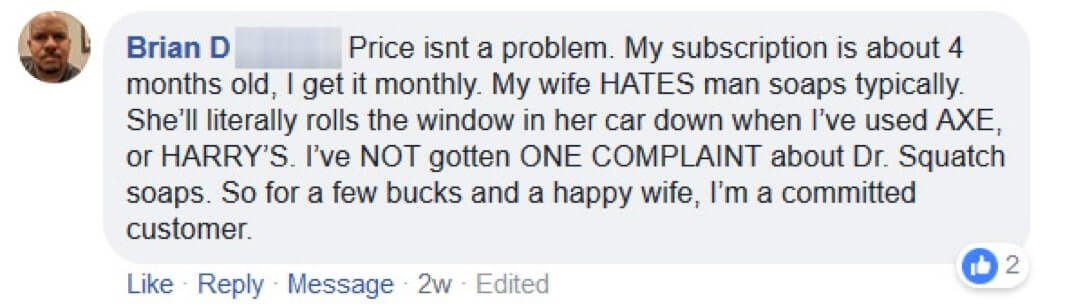 Brian D Price isnt a problem. My subscription is about 4
months old, I get it monthly. My wife HATES man soaps typically.
She’ll literally rolls the window in her car down when I’ve used AXE,
or HARRY’S. I’ve NOT gotten ONE COMPLAINT about Dr. Squatch
soaps. So for a few bucks and a happy wife, I’m a committed
customer.
2
Like · Reply · Message · 2w · Edited